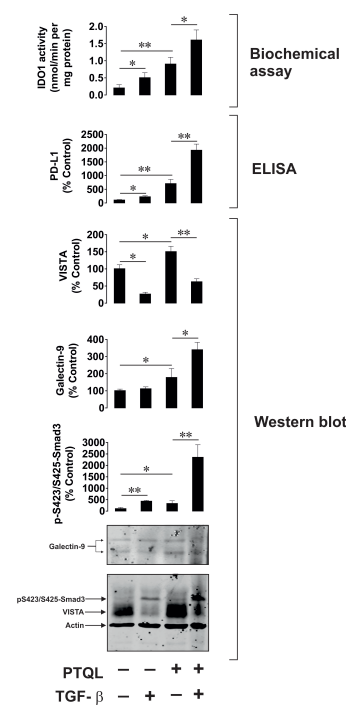 IDO1 activity
(nmol/min per
mg protein)
2.0
1.5
1.0
0.5
0.0
*
**
*
Biochemical
assay
PD-L1
(% Control)
2500
2000
1500
1000
500
0
*
**
**
ELISA
VISTA
(% Control)
200
150
100
50
0
*
*
**
Galectin-9
(% Control)
400
300
200
100
0
*
*
Western blot
p-S423/S425-Smad3
(% Control)
3000
2500
2000
1500
1000
500
0
**
*
**
Galectin-9
pS423/S425-Smad3
VISTA
Actin
PTQL − − + +
TGF-β − + − +